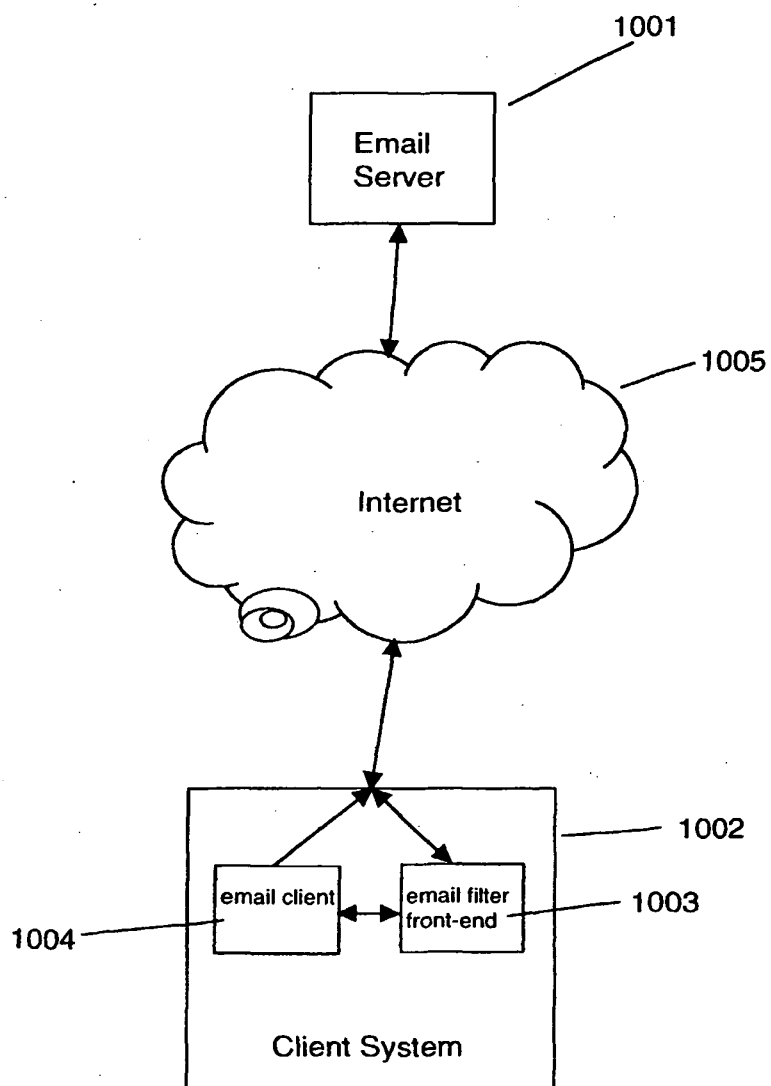 1001
Email
Server
1005
Internet
1002
email client
email filter
front-end
1003
1004
Client System